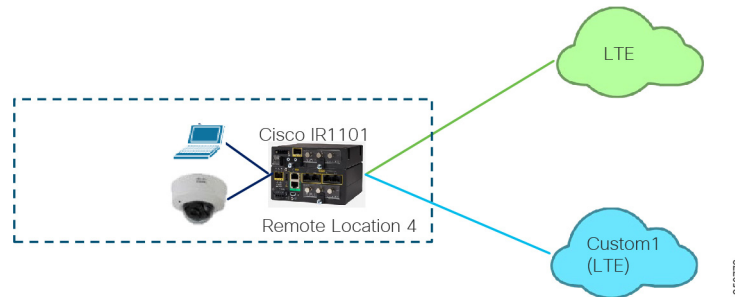 LTE
Cisco IR1101
Remote Location 4
Custom1
(LTE)